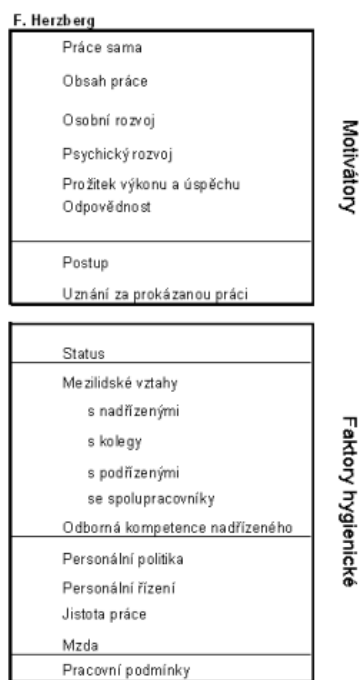 F. Herzberg
Práce sama
Obsah práce
Osobní rozvoj
Psychický rozvoj
Prožitek výkonu a úspěchu
Odpovědnost
Postup
Uznání za prokázanou práci
Motivátory
Status
Mezilidské vztahy
s nadřízenými
s kolegy
s podřízenými
se spolupracovníky
Odborná kompetence nadřízeného
Personální politika
Personální řízení
Jistota práce
Mzda
Pracovní podmínky
Faktory hygienické